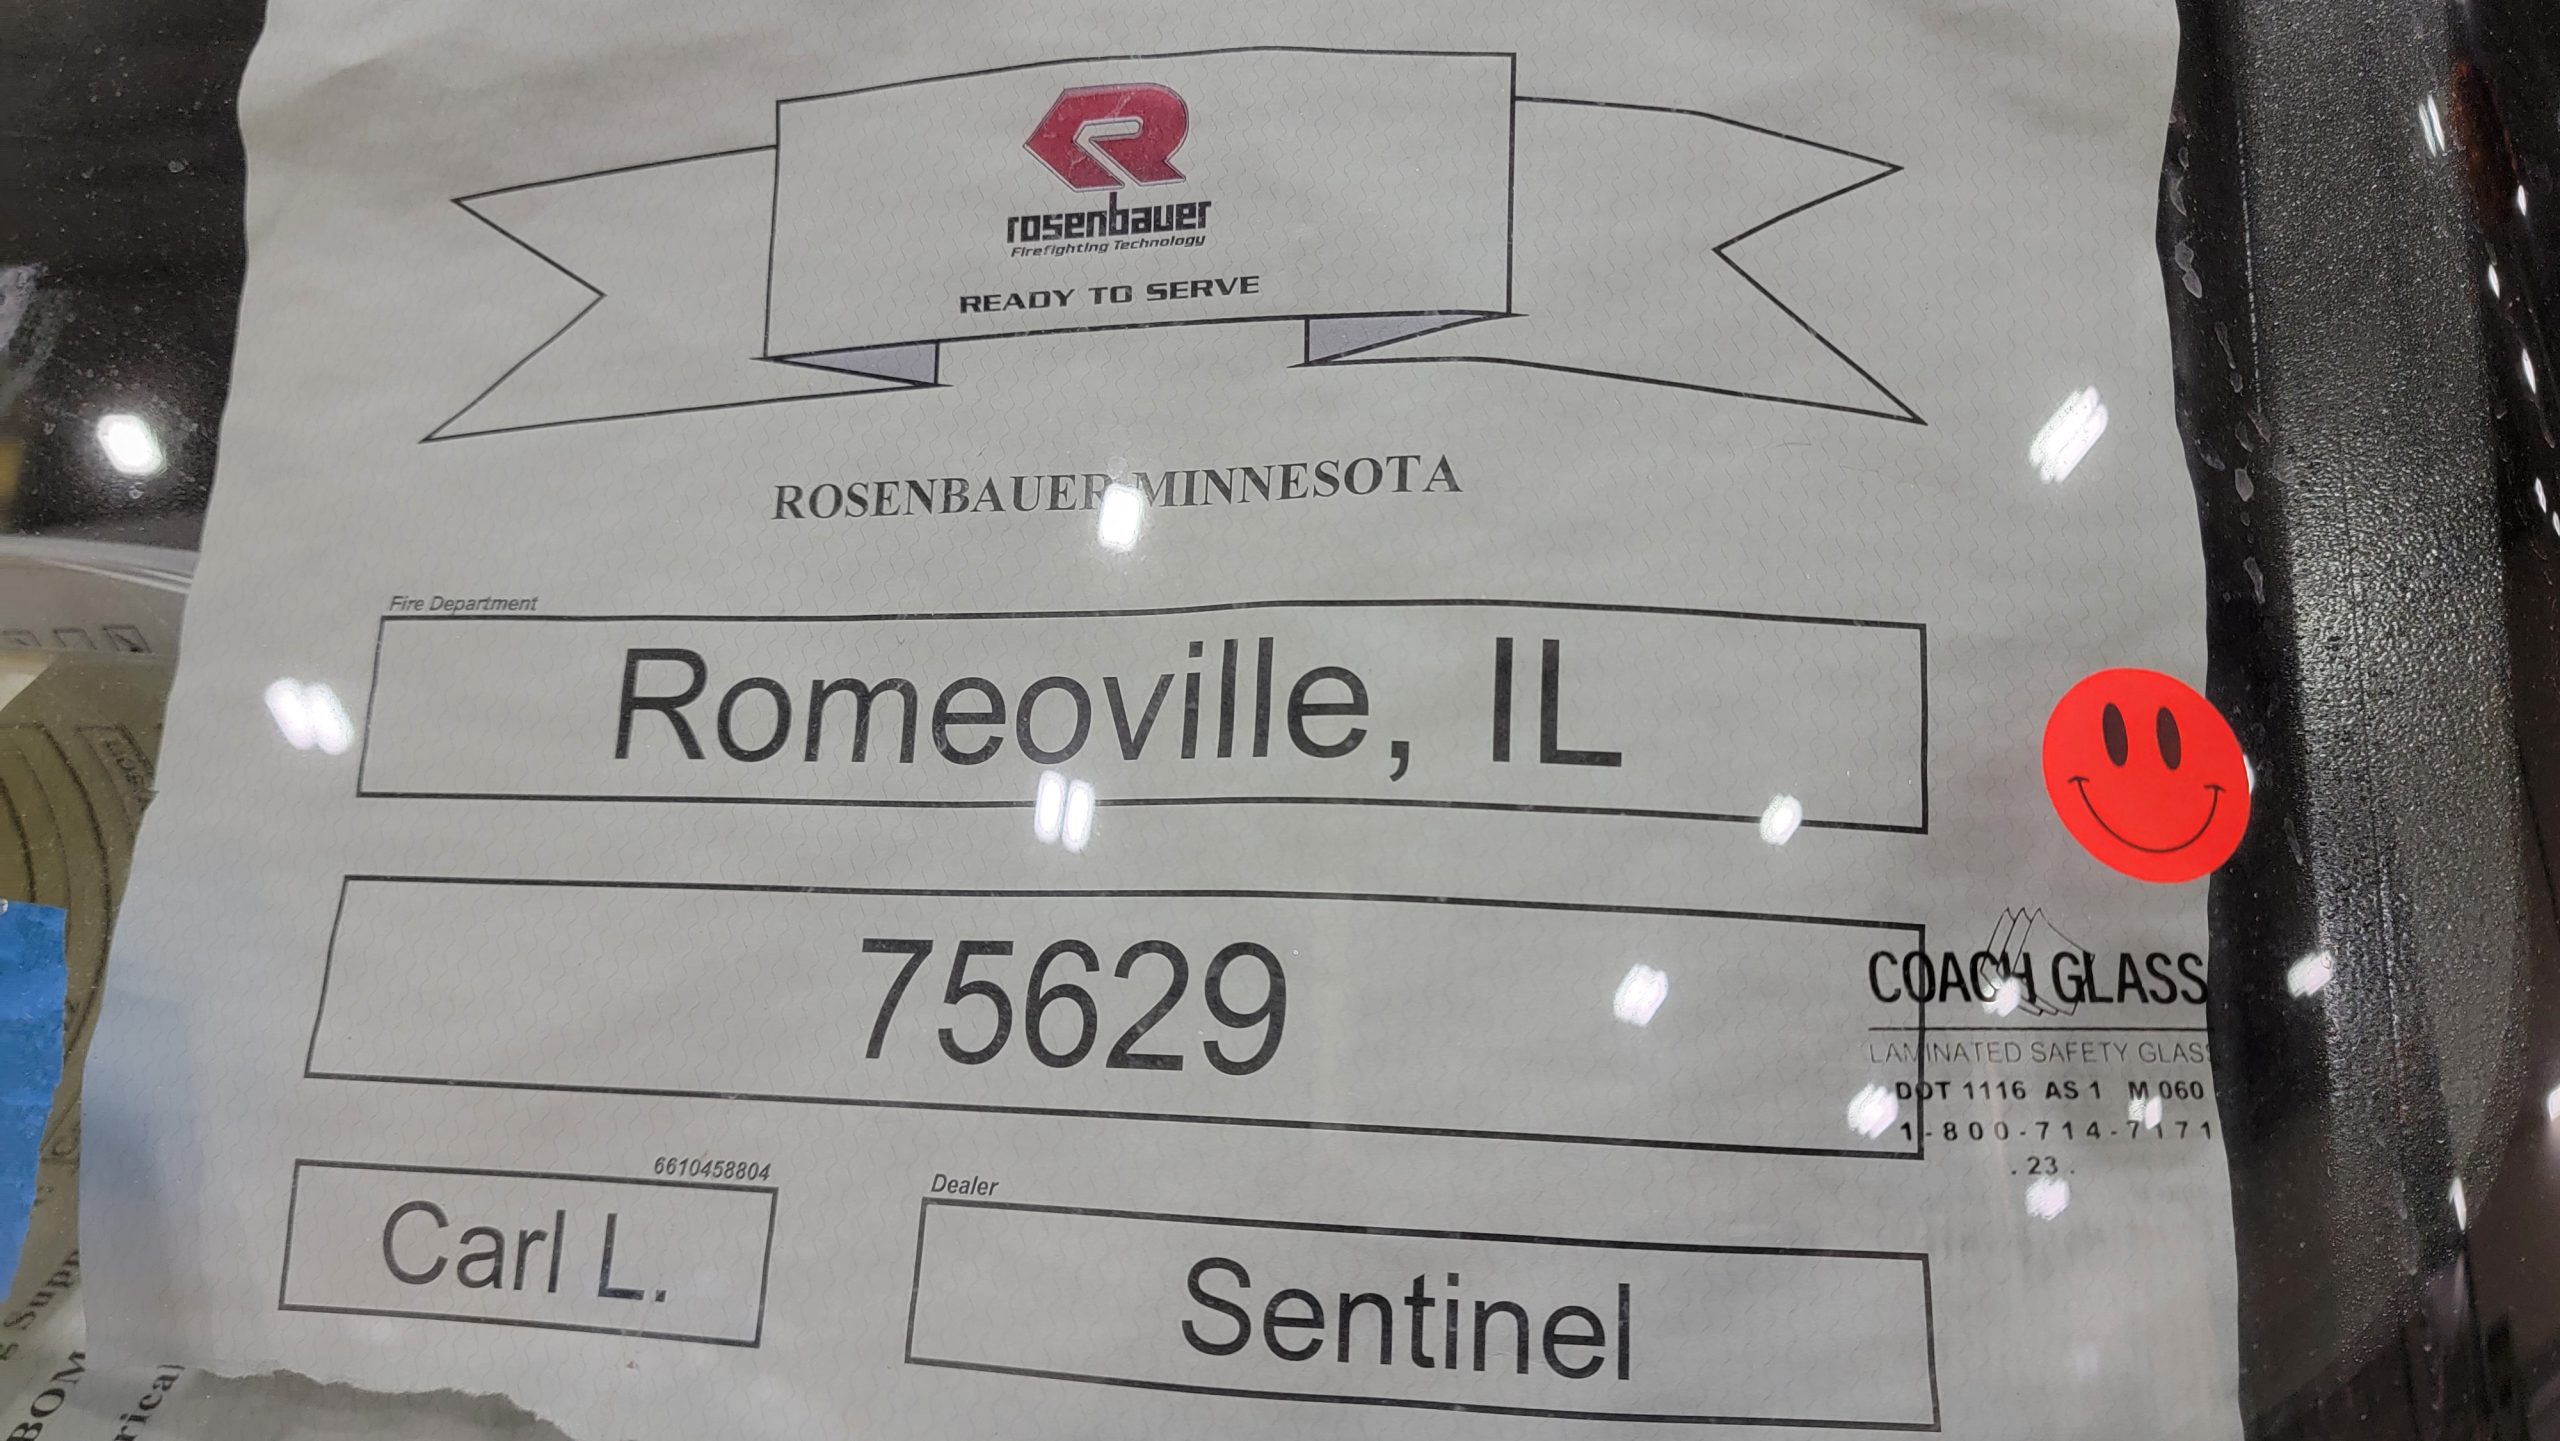 rosenbauer
Firefighting Technology
READY TO SERVE
ROSENBAUER MINNESOTA
Fire Department
Romeoville, IL
75629
COACH GLASS
LAMINATED SAFETY GLASS
DOT 1116 AS 1 M 060
1-800-714-7171
. 23 .
6610458804
Carl L.
Dealer
Sentinel
BOM